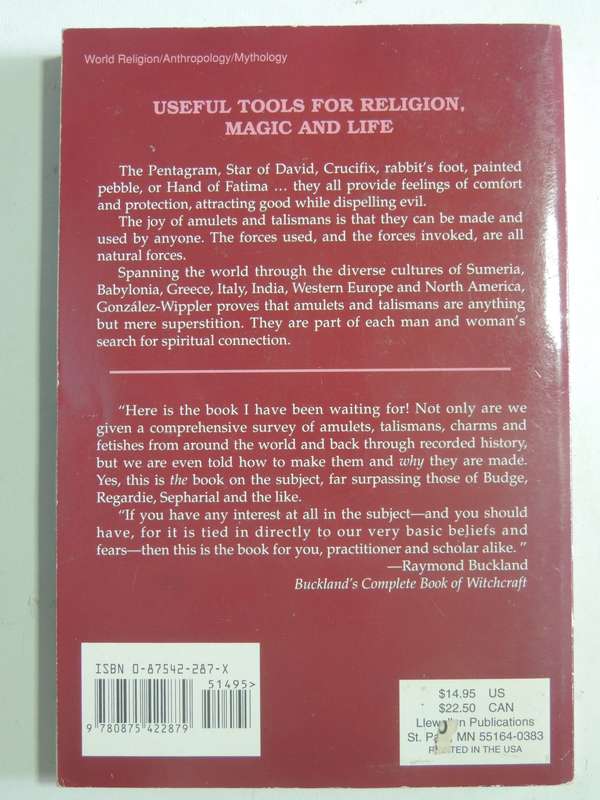 World Religion/Anthropology/Mythology
USEFUL TOOLS FOR RELIGION,
MAGIC AND LIFE
The Pentagram, Star of David, Crucifix, rabbit's foot, painted
pebble, or Hand of Fatima ... they all provide feelings of comfort
and protection, attracting good while dispelling evil.
The joy of amulets and talismans is that they can be made and
used by anyone. The forces used, and the forces invoked, are all
natural forces.
Spanning the world through the diverse cultures of Sumeria,
Babylonia, Greece, Italy, India, Western Europe and North America,
González-Wippler proves that amulets and talismans are anything
but mere superstition. They are part of each man and woman's
search for spiritual connection.
"Here is the book I have been waiting for! Not only are we
given a comprehensive survey of amulets, talismans, charms and
fetishes from around the world and back through recorded history,
but we are even told how to make them and why they are made.
Yes, this is the book on the subject, far surpassing those of Budge,
Regardie, Sepharial and the like.
"If you have any interest at all in the subject—and you should
have, for it is tied in directly to our very basic beliefs and
fears—then this is the book for you, practitioner and scholar alike. "
—Raymond Buckland
Buckland's Complete Book of Witchcraft
ISBN 0-87542-287-X
51495>
9 780875 422879
$14.95 US
$22.50 CAN
Publications
St. MN 55164-0383
IN THE USA